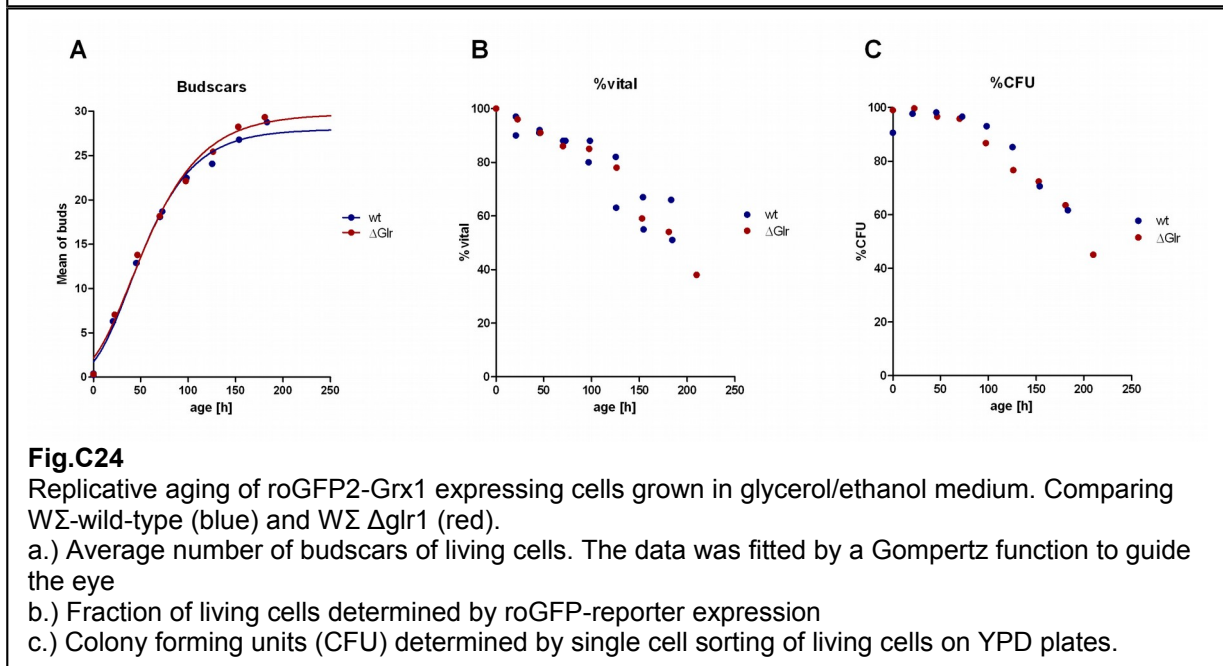 A
B
C
Budscars
%vital
%CFU
30
25
20
15
10
5
0
Mean of buds
0 50 100 150 200 250
age [h]
wt
ΔGlr
100
80
60
40
20
0
%vital
0 50 100 150 200 250
age [h]
wt
ΔGlr
100
80
60
40
20
0
%CFU
0 50 100 150 200 250
age [h]
wt
ΔGlr
Fig.C24
Replicative aging of roGFP2-Grx1 expressing cells grown in glycerol/ethanol medium. Comparing
WΣ-wild-type (blue) and WΣ Δglr1 (red).
a.) Average number of budscars of living cells. The data was fitted by a Gompertz function to guide
the eye
b.) Fraction of living cells determined by roGFP-reporter expression
c.) Colony forming units (CFU) determined by single cell sorting of living cells on YPD plates.